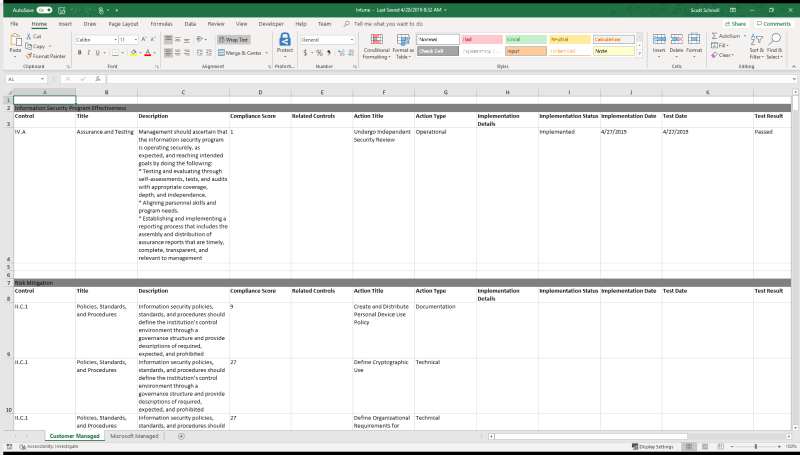 AutoSave On Intune - Last Saved 4/28/2019 8:32 AM Scott Schnoll
File Home Insert Draw Page Layout Formulas Data Review View Developer Help Team Tell me what you want to do Share Comments
Paste Cut Copy Format Painter
Calibri 11
B I U
Wrap Text
Merge & Center
Protect
General
$ % 9
Conditional Formatting Format as Table
Normal Bad Good Neutral Calculation
Check Cell Input Linked Cell Note
Insert Delete Format
AutoSum Fill Clear
Sort & Filter Find & Select
Clipboard Font Alignment Protect... Number Styles Cells Editing
A1 fx
A B C D E F G H I J K
1
2 Information Security Program Effectiveness
Control Title Description Compliance Score Related Controls Action Title Action Type Implementation Implementation Status Implementation Date Test Date Test Result
3 Details
IV.A Assurance and Testing Management should ascertain that 1 Undergo Independent Operational Implemented 4/27/2019 4/27/2019 Passed
the information security program Security Review
is operating securely, as
expected, and reaching intended
goals by doing the following:
* Testing and evaluating through
self-assessments, tests, and audits
with appropriate coverage,
depth, and independence.
* Aligning personnel skills and
program needs.
* Establishing and implementing a
reporting process that includes the
assembly and distribution of
assurance reports that are timely,
complete, transparent, and
4 relevant to management
5
6
7 Risk Mitigation
Control Title Description Compliance Score Related Controls Action Title Action Type Implementation Implementation Status Implementation Date Test Date Test Result
8 Details
II.C.1 Policies, Standards, Information security policies, 9 Create and Distribute Documentation
and Procedures standards, and procedures should Personal Device Use
define the institution's control Policy
environment through a
governance structure and provide
descriptions of required,
9 expected, and prohibited
II.C.1 Policies, Standards, Information security policies, 27 Define Cryptographic Technical
and Procedures standards, and procedures should Use
define the institution's control
environment through a
governance structure and provide
descriptions of required,
10 expected, and prohibited
II.C.1 Policies, Standards, Information security policies, 27 Define Organizational Technical
and Procedures standards, and procedures should Requirements for
Customer Managed Microsoft Managed
Accessibility: Investigate Display Settings 100%